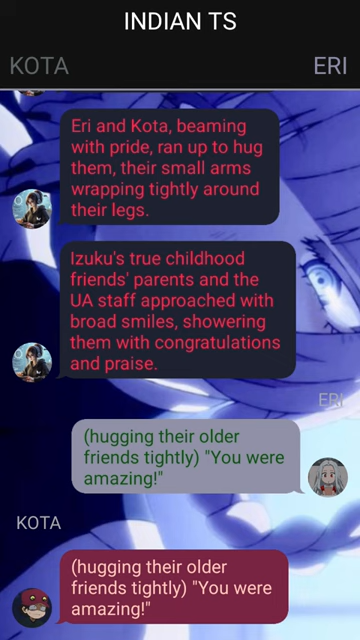 INDIAN TS
KOTA
ERI
Eri and Kota, beaming
with pride, ran up to hug
them, their small arms
wrapping tightly around
their legs.
Izuku's true childhood
friends' parents and the
UA staff approached with
broad smiles, showering
them with congratulations
and praise.
ERI
(hugging their older
friends tightly) "You were
amazing!"
KOTA
(hugging their older
friends tightly) "You were
amazing!"